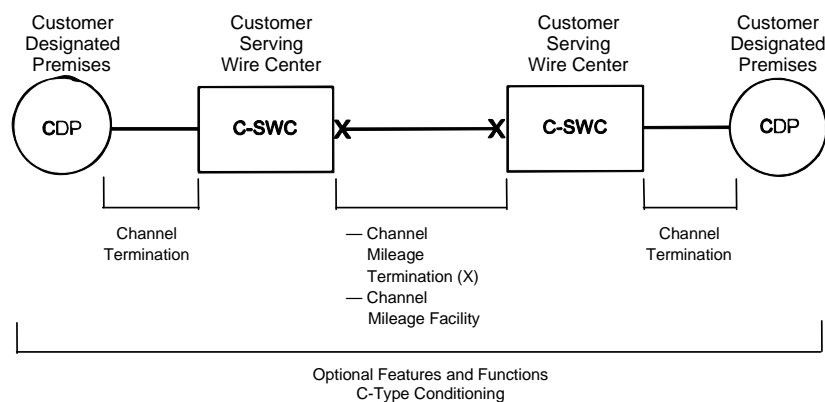 Customer
Designated
Premises
Customer
Serving
Wire Center
Customer
Serving
Wire Center
Customer
Designated
Premises
CDP
C-SWC
X
X
C-SWC
CDP
Channel
Termination
— Channel
Mileage
Termination (X)
— Channel
Mileage Facility
Channel
Termination
Optional Features and Functions
C-Type Conditioning